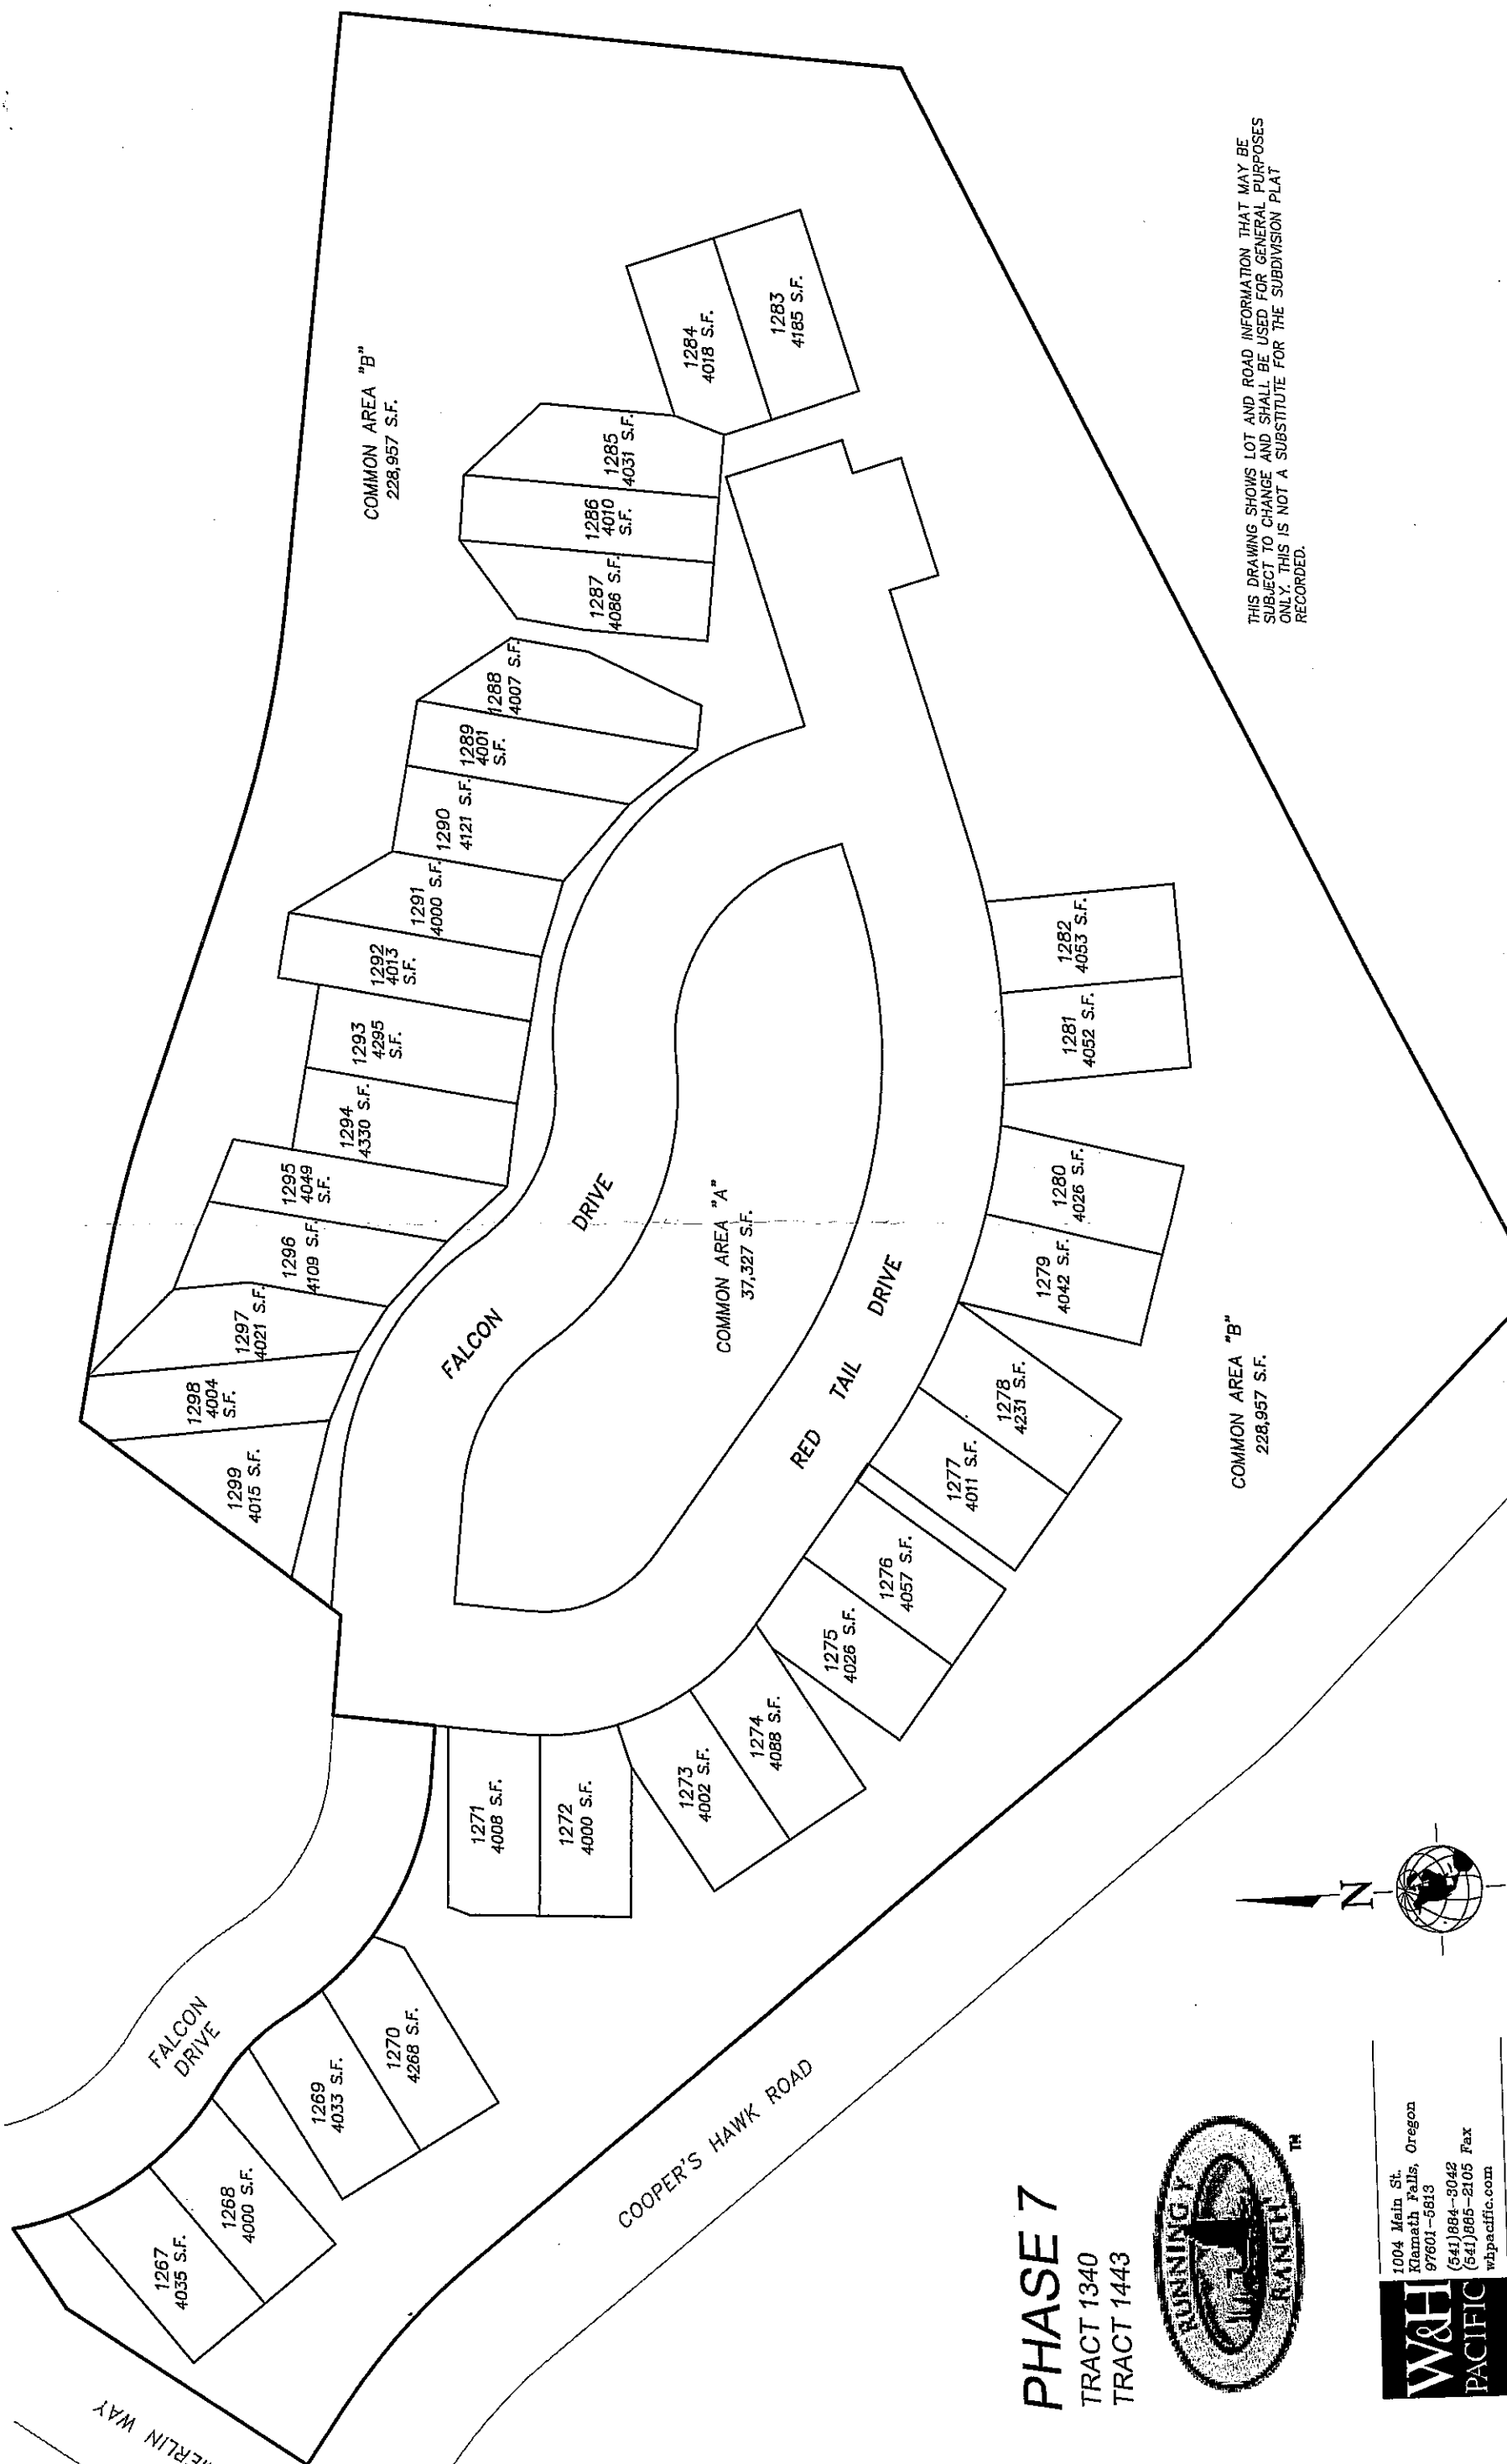 MERLIN WAY
FALCON
DRIVE
COOPER'S HAWK ROAD
1267
4035 S.F.
1268
4000 S.F.
1269
4033 S.F.
1270
4268 S.F.
1271
4008 S.F.
1272
4000 S.F.
1273
4002 S.F.
1274
4088 S.F.
1275
4026 S.F.
1276
4057 S.F.
1277
4011 S.F.
1278
4231 S.F.
1279
4042 S.F.
1280
4026 S.F.
1281
4052 S.F.
1282
4053 S.F.
1283
4185 S.F.
1284
4018 S.F.
1285
4031 S.F.
1286
4010
S.F.
1287
4086 S.F.
1288
4007 S.F.
1289
4001
S.F.
1290
4121 S.F.
1291
4000 S.F.
1292
4013
S.F.
1293
4295
S.F.
1294
4330 S.F.
1295
4049
S.F.
1296
4109 S.F.
1297
4021 S.F.
1298
4004
S.F.
1299
4015 S.F.
FALCON DRIVE
RED TAIL DRIVE
COMMON AREA "A"
37,327 S.F.
COMMON AREA "B"
228,957 S.F.
COMMON AREA "B"
228,957 S.F.
PHASE 7
TRACT 1340
TRACT 1443
RUNNING Y
RANCH
TM
N
W&H
PACIFIC
1004 Main St.
Klamath Falls, Oregon
97601-5813
(541)884-3042
(541)885-2105 Fax
whpacific.com
THIS DRAWING SHOWS LOT AND ROAD INFORMATION THAT MAY BE
SUBJECT TO CHANGE AND SHALL BE USED FOR GENERAL PURPOSES
ONLY. THIS IS NOT A SUBSTITUTE FOR THE SUBDIVISION PLAT
RECORDED.